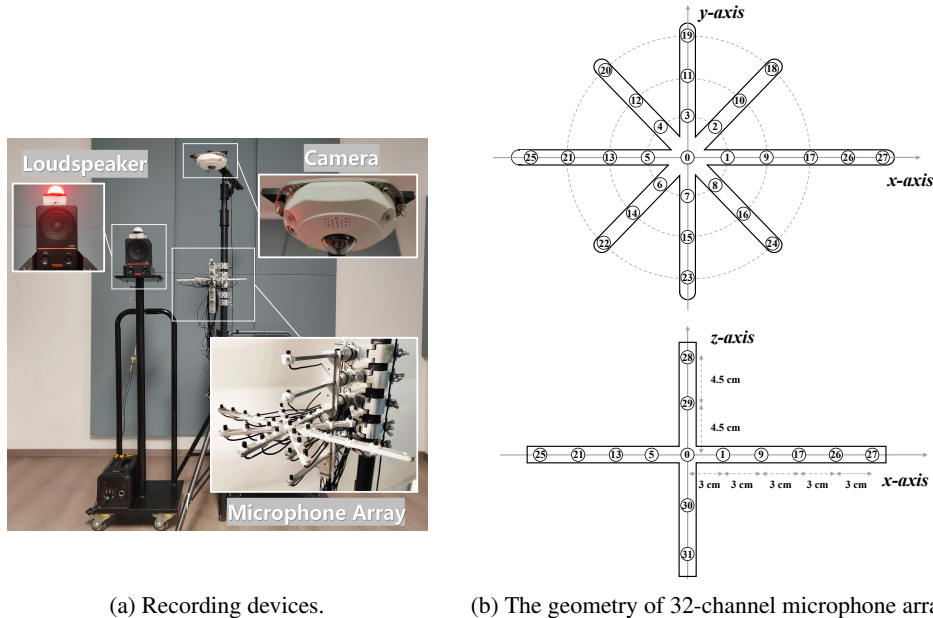 Loudspeaker
Camera
Microphone Array
(a) Recording devices.
y-axis
19
20
18
11
12
10
3
4
2
25 21 13 5 0 1 9 17 26 27
x-axis
6
8
7
14
16
15
22
24
23
z-axis
28
4.5 cm
29
4.5 cm
25 21 13 5 0 1 9 17 26 27
3 cm 3 cm 3 cm 3 cm 3 cm
x-axis
30
31
(b) The geometry of 32-channel microphone arra